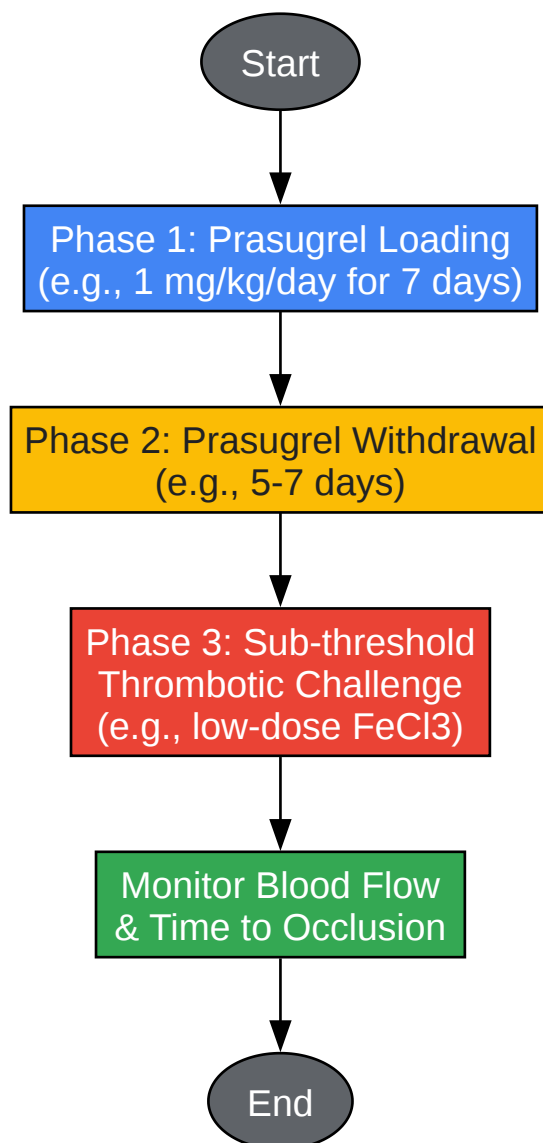 Start
Phase 1: Prasugrel Loading
(e.g., 1 mg/kg/day for 7 days)
Phase 2: Prasugrel Withdrawal
(e.g., 5-7 days)
Phase 3: Sub-threshold
Thrombotic Challenge
(e.g., low-dose FeCl3)
Monitor Blood Flow
& Time to Occlusion
End